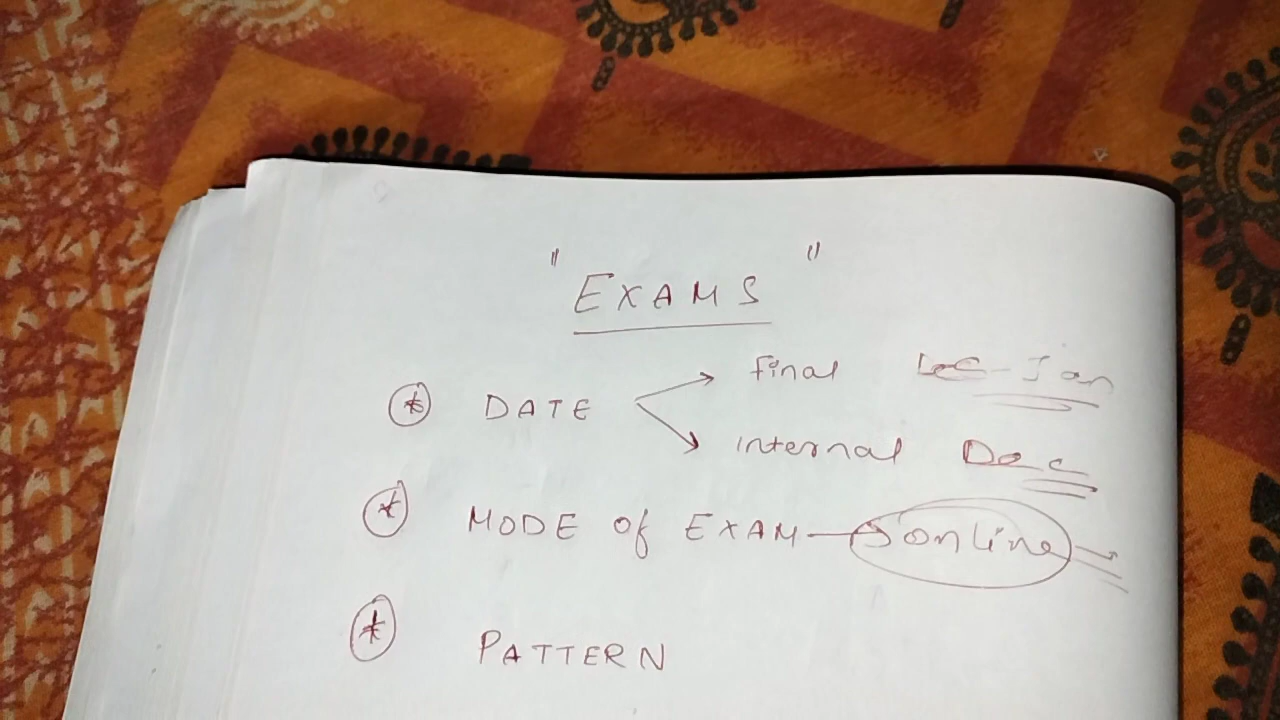 " EXAMS "
* DATE → Final Dec-Jan
→ internal Dec
* MODE of EXAM → online
* PATTERN